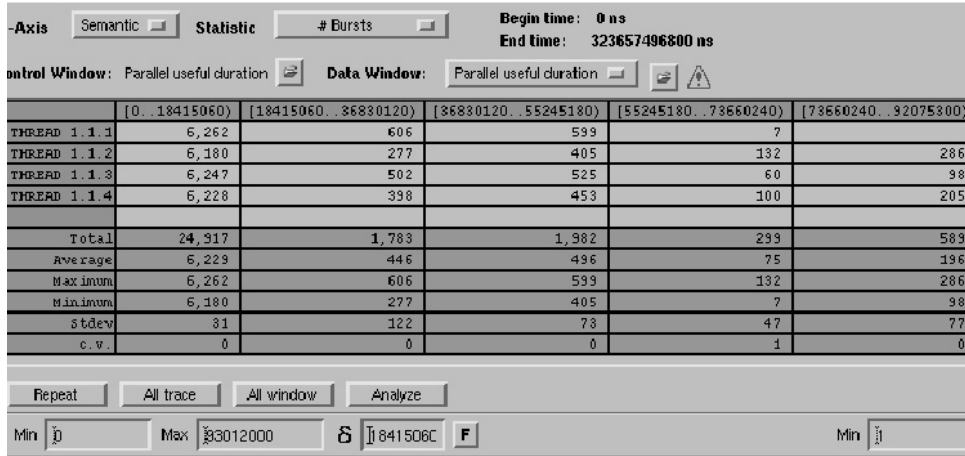 -Axis Semantic Statistic # Bursts Begin time: 0 ns
End time: 323657496800 ns
ontrol Window: Parallel useful duration Data Window: Parallel useful duration
[0..18415060) [18415060..36830120) [36830120..55245180) [55245180..73660240) [73660240..92075300)
THREAD 1.1.1 6,262 606 599 7
THREAD 1.1.2 6,180 277 405 132 286
THREAD 1.1.3 6,247 502 525 60 98
THREAD 1.1.4 6,228 398 453 100 205
Total 24,917 1,783 1,982 299 589
Average 6,229 446 496 75 196
Maximum 6,262 606 599 132 286
Minimum 6,180 277 405 7 98
Stdev 31 122 73 47 77
C.V. 0 0 0 1 0
Repeat All trace All window Analyze
Min 0 Max 93012000 δ 1841506 F Min 1